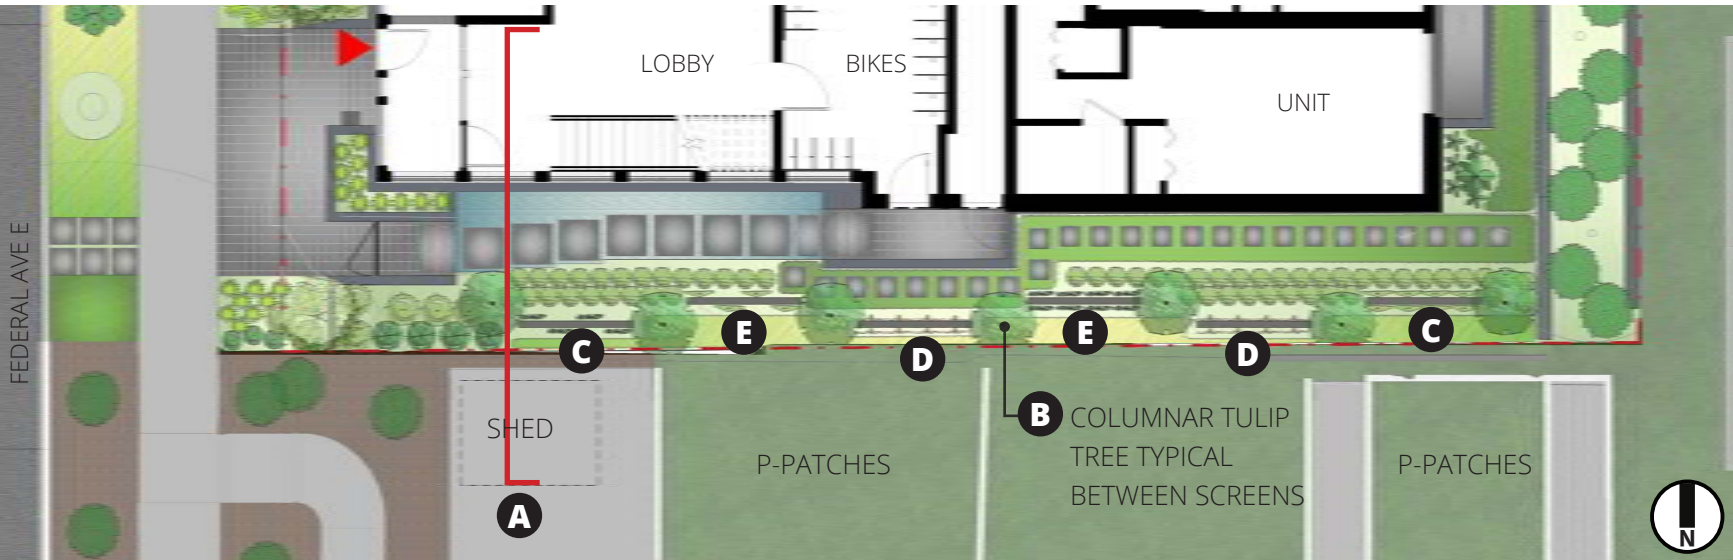 LOBBY
BIKES
UNIT
FEDERAL AVE E
C
E
D
E
D
C
SHED
B COLUMNAR TULIP
TREE TYPICAL
BETWEEN SCREENS
P-PATCHES
P-PATCHES
A
N